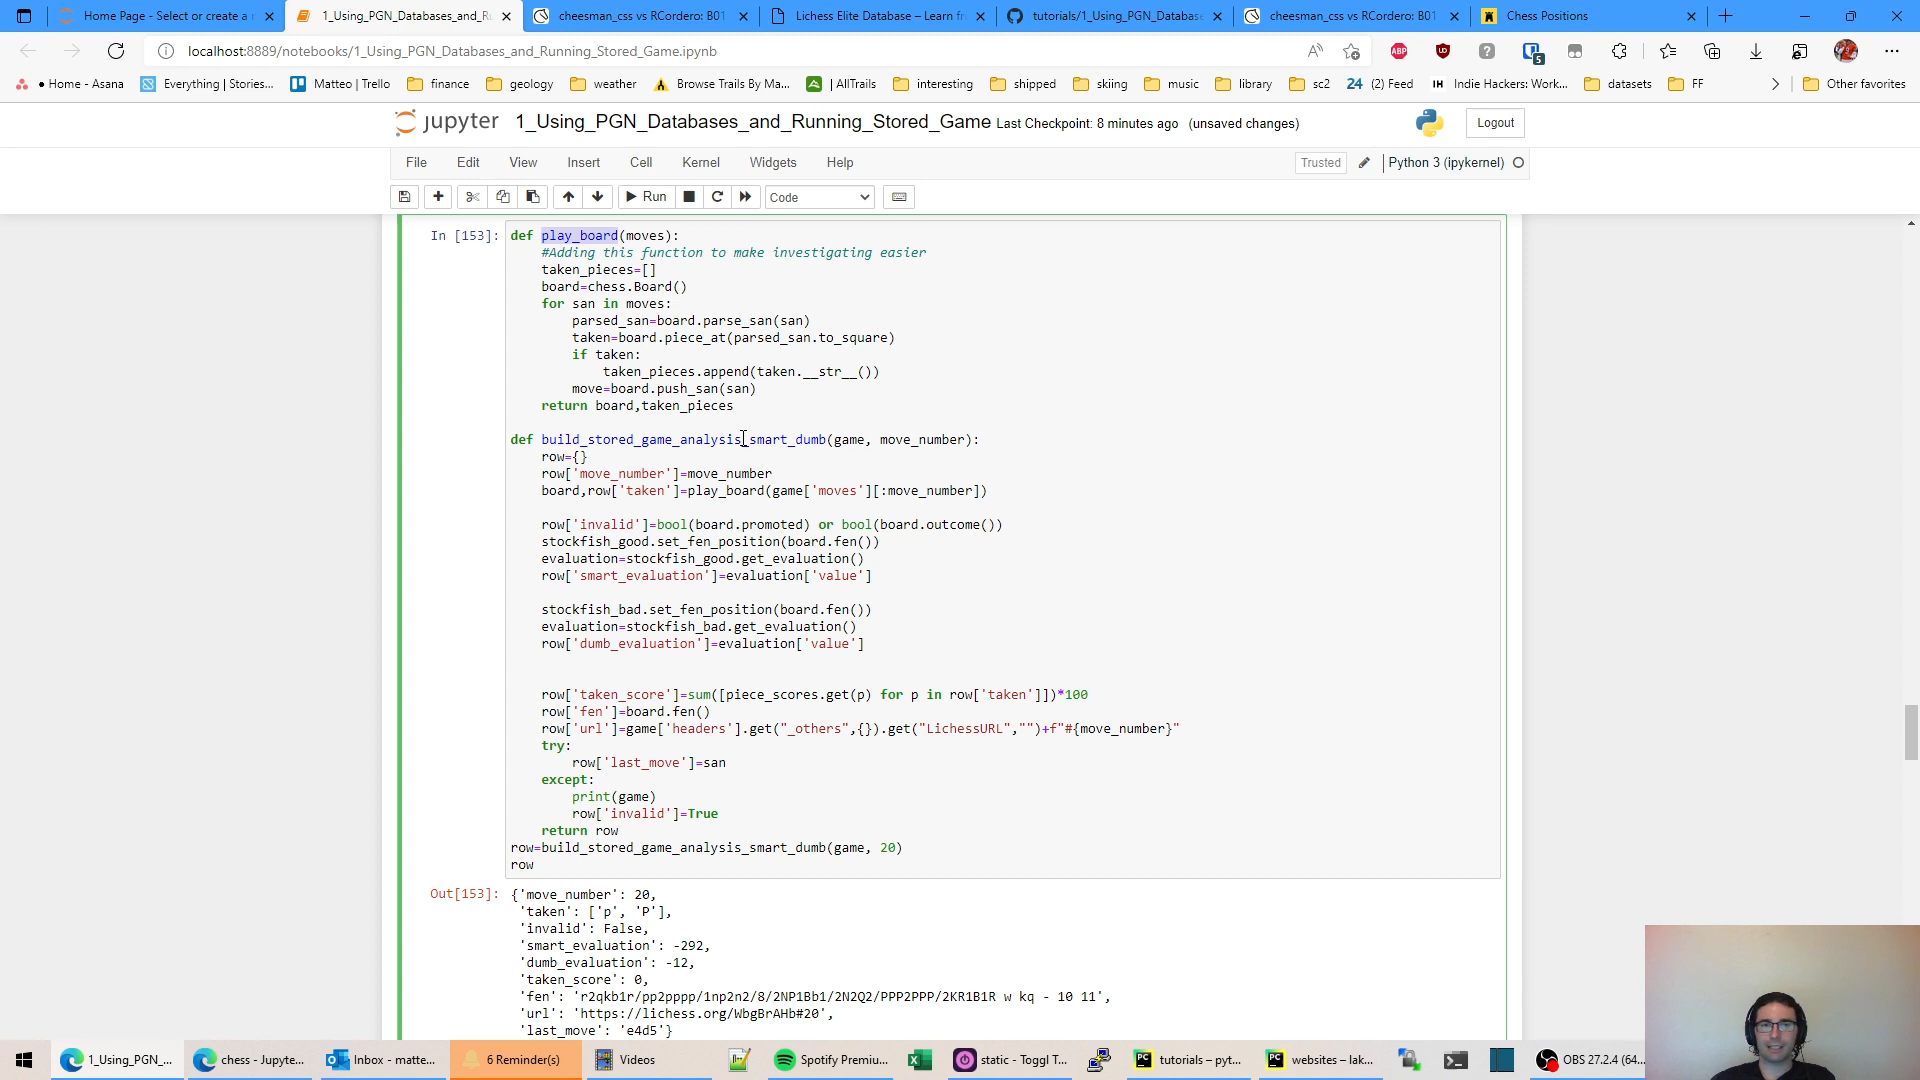 Home Page - Select or create a r
1_Using_PGN_Databases_and_Ru
cheesman_css vs RCordero: B01
Lichess Elite Database – Learn fr
tutorials/1_Using_PGN_Database
cheesman_css vs RCordero: B01
Chess Positions
localhost:8889/notebooks/1_Using_PGN_Databases_and_Running_Stored_Game.ipynb
• Home - Asana
Everything | Stories...
Matteo | Trello
finance
geology
weather
Browse Trails By Ma...
| AllTrails
interesting
shipped
skiing
music
library
sc2
24 (2) Feed
IH Indie Hackers: Work...
datasets
FF
Other favorites
jupyter 1_Using_PGN_Databases_and_Running_Stored_Game Last Checkpoint: 8 minutes ago (unsaved changes)
Logout
File Edit View Insert Cell Kernel Widgets Help
Trusted
Python 3 (ipykernel)
Run
Code
In [153]: def play_board(moves):
#Adding this function to make investigating easier
taken_pieces=[]
board=chess.Board()
for san in moves:
parsed_san=board.parse_san(san)
taken=board.piece_at(parsed_san.to_square)
if taken:
taken_pieces.append(taken.__str__())
move=board.push_san(san)
return board,taken_pieces
def build_stored_game_analysis_smart_dumb(game, move_number):
row={}
row['move_number']=move_number
board,row['taken']=play_board(game['moves'][:move_number])
row['invalid']=bool(board.promoted) or bool(board.outcome())
stockfish_good.set_fen_position(board.fen())
evaluation=stockfish_good.get_evaluation()
row['smart_evaluation']=evaluation['value']
stockfish_bad.set_fen_position(board.fen())
evaluation=stockfish_bad.get_evaluation()
row['dumb_evaluation']=evaluation['value']
row['taken_score']=sum([piece_scores.get(p) for p in row['taken']])*100
row['fen']=board.fen()
row['url']=game['headers'].get("_others",{}).get("LichessURL","")+f"#{move_number}"
try:
row['last_move']=san
except:
print(game)
row['invalid']=True
return row
row=build_stored_game_analysis_smart_dumb(game, 20)
row
Out[153]: {'move_number': 20,
'taken': ['p', 'P'],
'invalid': False,
'smart_evaluation': -292,
'dumb_evaluation': -12,
'taken_score': 0,
'fen': 'r2qkb1r/pp2pppp/1np2n2/8/2NP1Bb1/2N2Q2/PPP2PPP/2KR1B1R w kq - 10 11',
'url': 'https://lichess.org/WbgBrAHb#20',
'last_move': 'e4d5'}
1_Using_PGN_...
chess - Jupyte...
Inbox - matte...
6 Reminder(s)
Videos
Spotify Premiu...
static - Toggl T...
tutorials – pyt...
websites – lak...
OBS 27.2.4 (64...